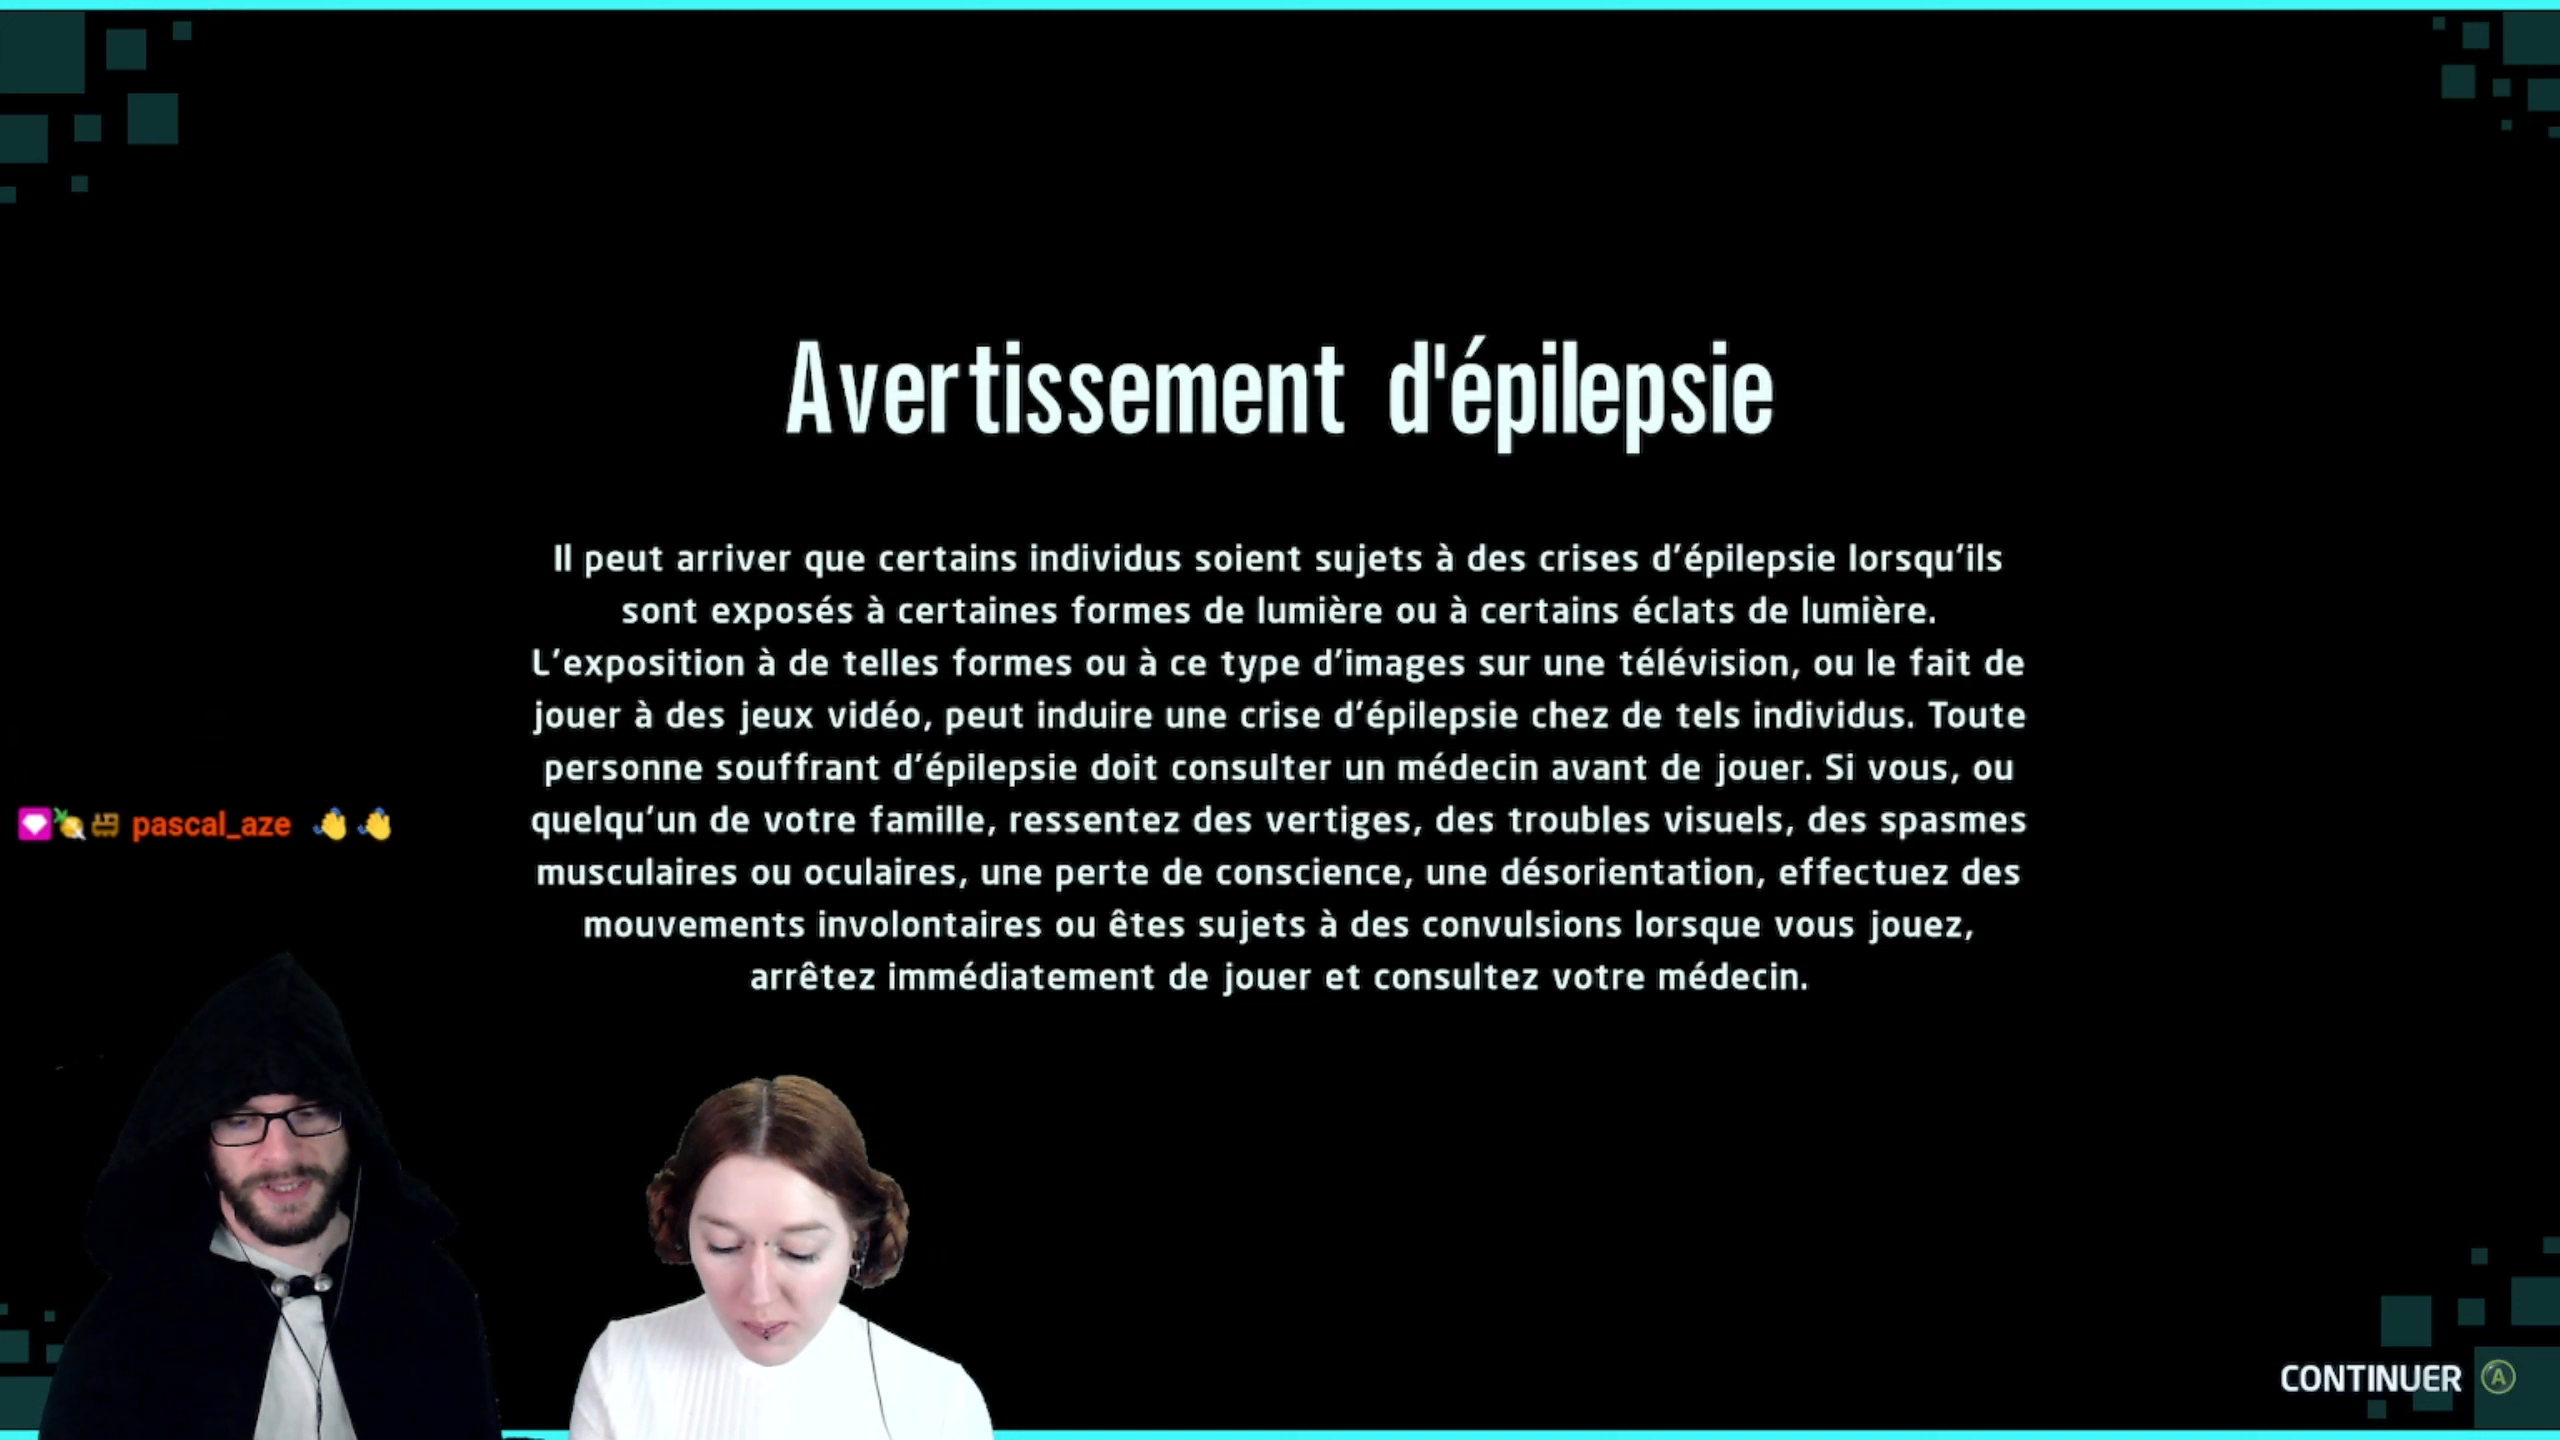 Avertissement d'épilepsie
Il peut arriver que certains individus soient sujets à des crises d’épilepsie lorsqu’ils
sont exposés à certaines formes de lumière ou à certains éclats de lumière.
L’exposition à de telles formes ou à ce type d’images sur une télévision, ou le fait de
jouer à des jeux vidéo, peut induire une crise d’épilepsie chez de tels individus. Toute
personne souffrant d’épilepsie doit consulter un médecin avant de jouer. Si vous, ou
quelqu’un de votre famille, ressentez des vertiges, des troubles visuels, des spasmes
musculaires ou oculaires, une perte de conscience, une désorientation, effectuez des
mouvements involontaires ou êtes sujets à des convulsions lorsque vous jouez,
arrêtez immédiatement de jouer et consultez votre médecin.
pascal_aze
CONTINUER A